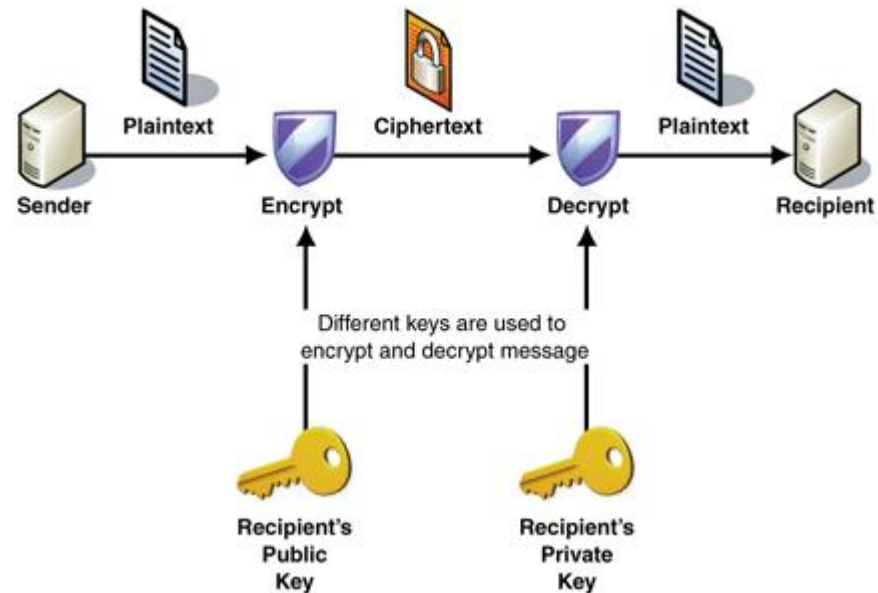 Plaintext
Ciphertext
Plaintext
Sender
Encrypt
Decrypt
Recipient
Different keys are used to
encrypt and decrypt message
Recipient's
Public
Key
Recipient's
Private
Key